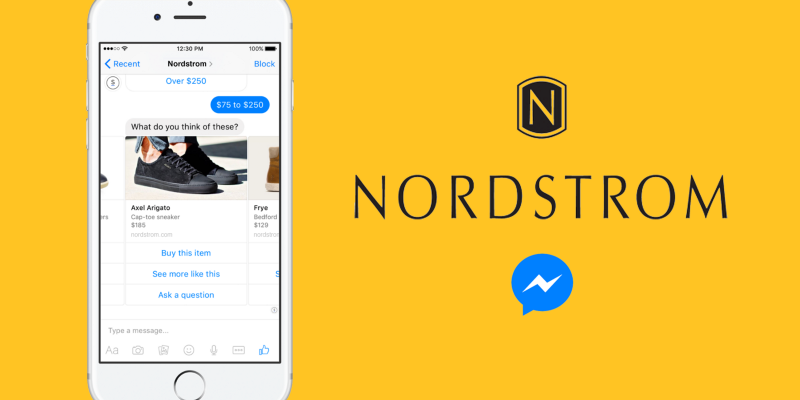 12:30 PM
100%
Recent
Nordstrom
Block
$
Over $250
$75 to $250
What do you think of these?
ers
Axel Arigato
Cap-toe sneaker
$185
nordstrom.com
Frye
Bedford
$129
nordstrom
Buy this item
See more like this
S
Ask a question
Type a message...
Aa
N
NORDSTROM